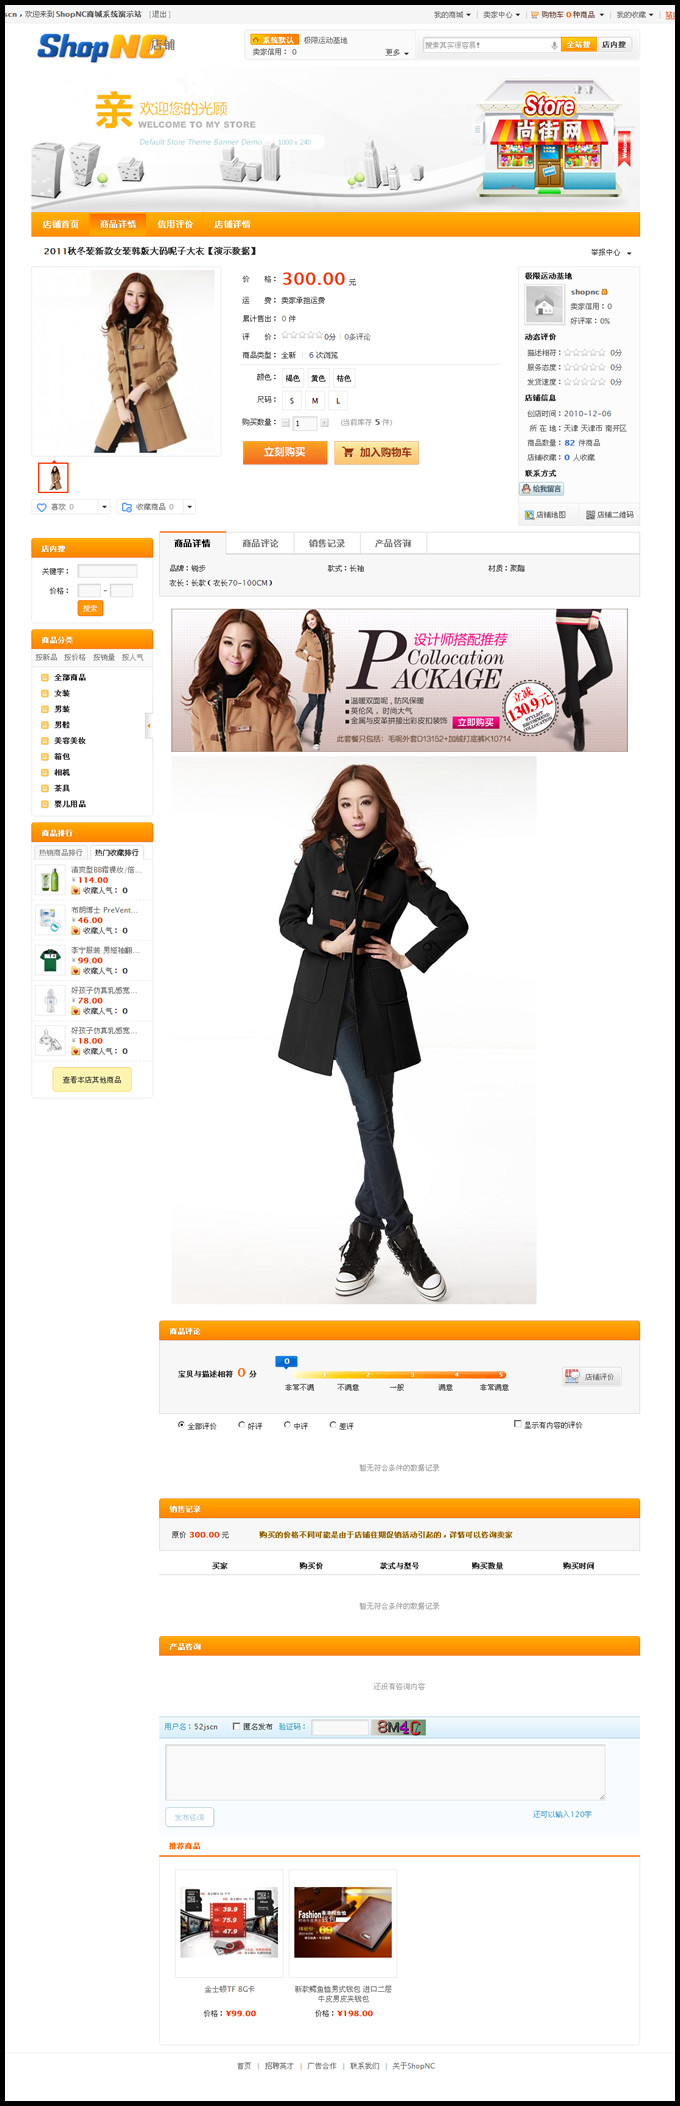 jscn，欢迎来到 ShopNC商城系统演示站 [退出]
我的商城 | 卖家中心 | 购物车 0 种商品 | 我的收藏 | 站
ShopNC 店铺
系统默认 极限运动基地
卖家信用： 0 更多
搜索其实很容易！ 全站搜 店内搜
亲 欢迎您的光顾
WELCOME TO MY STORE
Default Store Theme Banner Demo 1000 x 240
Store
尚街网
Welcome
店铺首页 商品详情 信用评价 店铺详情
2011秋冬装新款女装韩版大码呢子大衣【演示数据】
举报中心
价 格： 300.00 元
运 费： 卖家承担运费
累计售出： 0 件
评 价： 0分 | 0条评论
商品类型： 全新 | 6 次浏览
颜色： 褐色 黄色 桔色
尺码： S M L
购买数量： 1 (当前库存 5 件)
立刻购买 加入购物车
喜欢 0 收藏商品 0
极限运动基地
shopnc
卖家信用：0
好评率：0%
动态评价
描述相符： 0分
服务态度： 0分
发货速度： 0分
店铺信息
创店时间：2010-12-06
所 在 地：天津 天津市 南开区
商品数量：82 件商品
店铺收藏：0 人收藏
联系方式
给我留言
店铺地图 店铺二维码
店内搜
关键字：
价格： -
搜索
商品分类
按新品 按价格 按销量 按人气
全部商品
女装
男装
男鞋
美容美妆
箱包
相机
茶具
婴儿用品
商品排行
热销商品排行 热门收藏排行
清爽型BB霜裸妆/倍...
¥ 114.00
收藏人气： 0
布朗博士 PreVent...
¥ 46.00
收藏人气： 0
李宁服装 男短袖翻...
¥ 99.00
收藏人气： 0
好孩子仿真乳感宽...
¥ 78.00
收藏人气： 0
好孩子仿真乳感宽...
¥ 18.00
收藏人气： 0
查看本店其他商品
商品详情 商品评论 销售记录 产品咨询
品牌：锐步 款式：长袖 材质：聚酯
衣长：长款（衣长70-100CM）
设计师搭配推荐
Collocation
PACKAGE
温暖双面呢，防风保暖
英伦风，时尚大气
金属与皮革拼接出彩皮扣装饰 立即购买
此套餐只包括：毛呢外套D13152+加绒打底裤K10714
立减
130.9元
商品评论
宝贝与描述相符 0 分
0
1 2 3 4 5
非常不满 不满意 一般 满意 非常满意
店铺评价
全部评价 好评 中评 差评 显示有内容的评价
暂无符合条件的数据记录
销售记录
原价 300.00 元 购买的价格不同可能是由于店铺往期促销活动引起的，详情可以咨询卖家
买家 购买价 款式与型号 购买数量 购买时间
暂无符合条件的数据记录
产品咨询
还没有咨询内容
用户名：52jscn 匿名发布 验证码： 8M4C
发布咨询 还可以输入120字
推荐商品
39.9
75.9
47.9
Fashion
金士顿TF 8G卡
价格：¥99.00
新款鳄鱼恤男式钱包 进口二层
牛皮男皮夹钱包
价格：¥198.00
首页 | 招聘英才 | 广告合作 | 联系我们 | 关于ShopNC